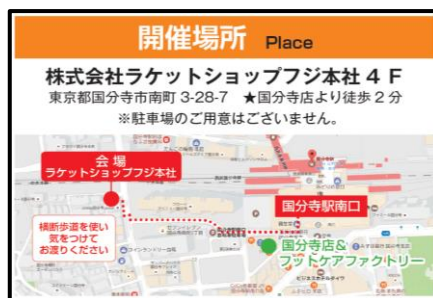 開催場所 Place
株式会社ラケットショップフジ本社４Ｆ
東京都国分寺市南町3-28-7 ★国分寺店より徒歩２分
※駐車場のご用意はございません。
会場
ラケットショップフジ本社
国分寺駅南口
横断歩道を使い
気をつけて
お渡りください
国分寺店&
フットケアファクトリー